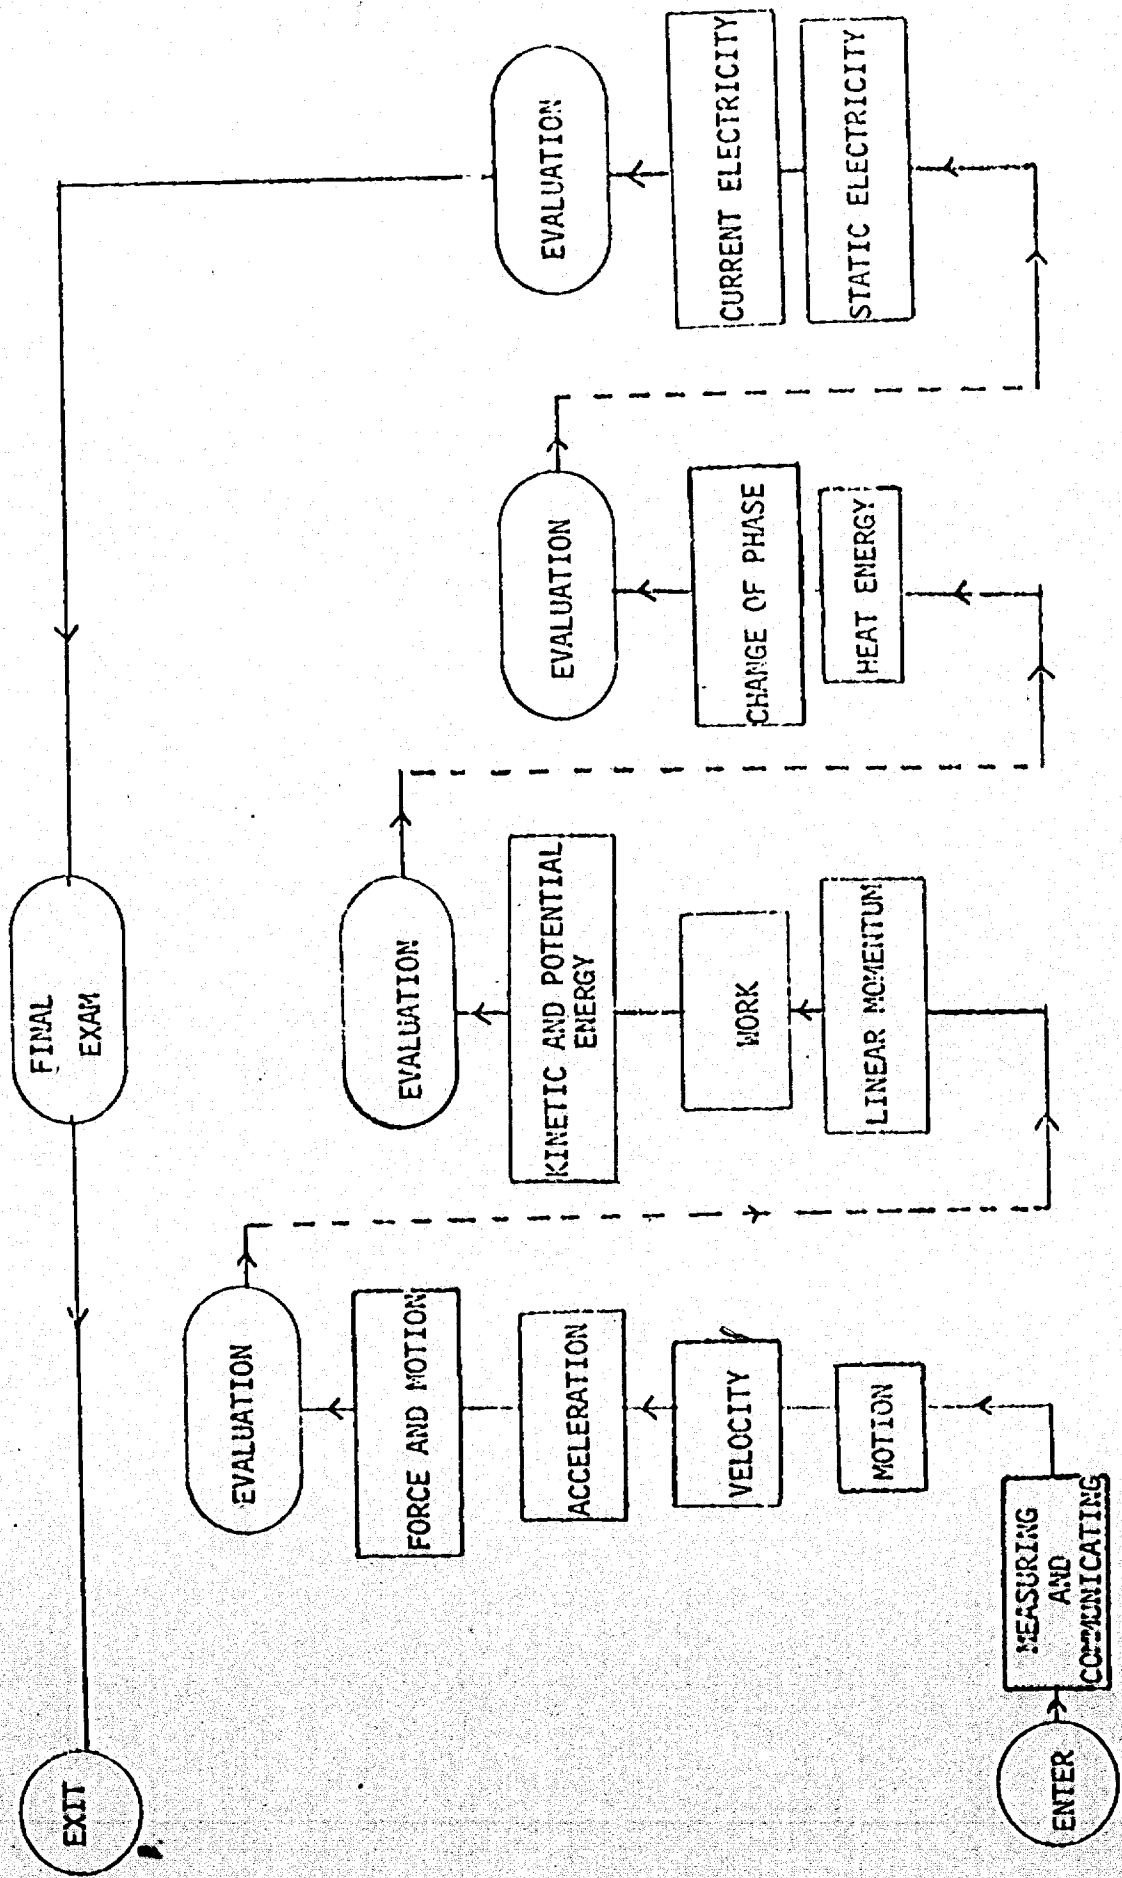 ENTER
MEASURING
AND
COMMUNICATING
MOTION
VELOCITY
ACCELERATION
FORCE AND MOTION
EVALUATION
LINEAR MOMENTUM
WORK
KINETIC AND POTENTIAL
ENERGY
EVALUATION
HEAT ENERGY
CHANGE OF PHASE
EVALUATION
STATIC ELECTRICITY
CURRENT ELECTRICITY
EVALUATION
FINAL
EXAM
EXIT